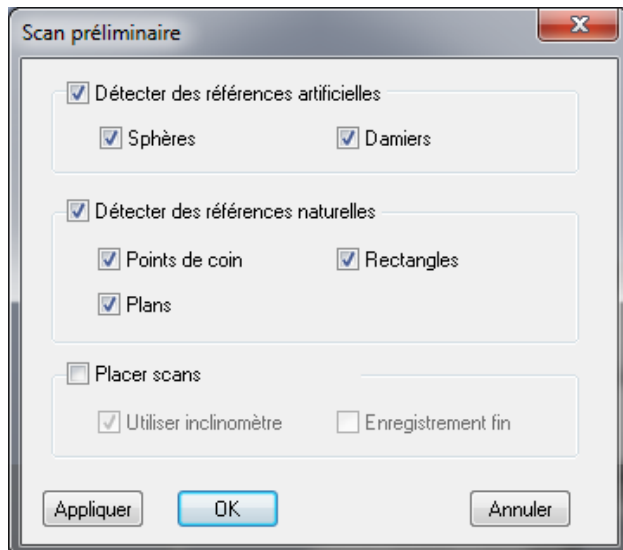 Scan préliminaire
Détecter des références artificielles
Sphères Damiers
Détecter des références naturelles
Points de coin Rectangles
Plans
Placer scans
Utiliser inclinomètre Enregistrement fin
Appliquer OK Annuler